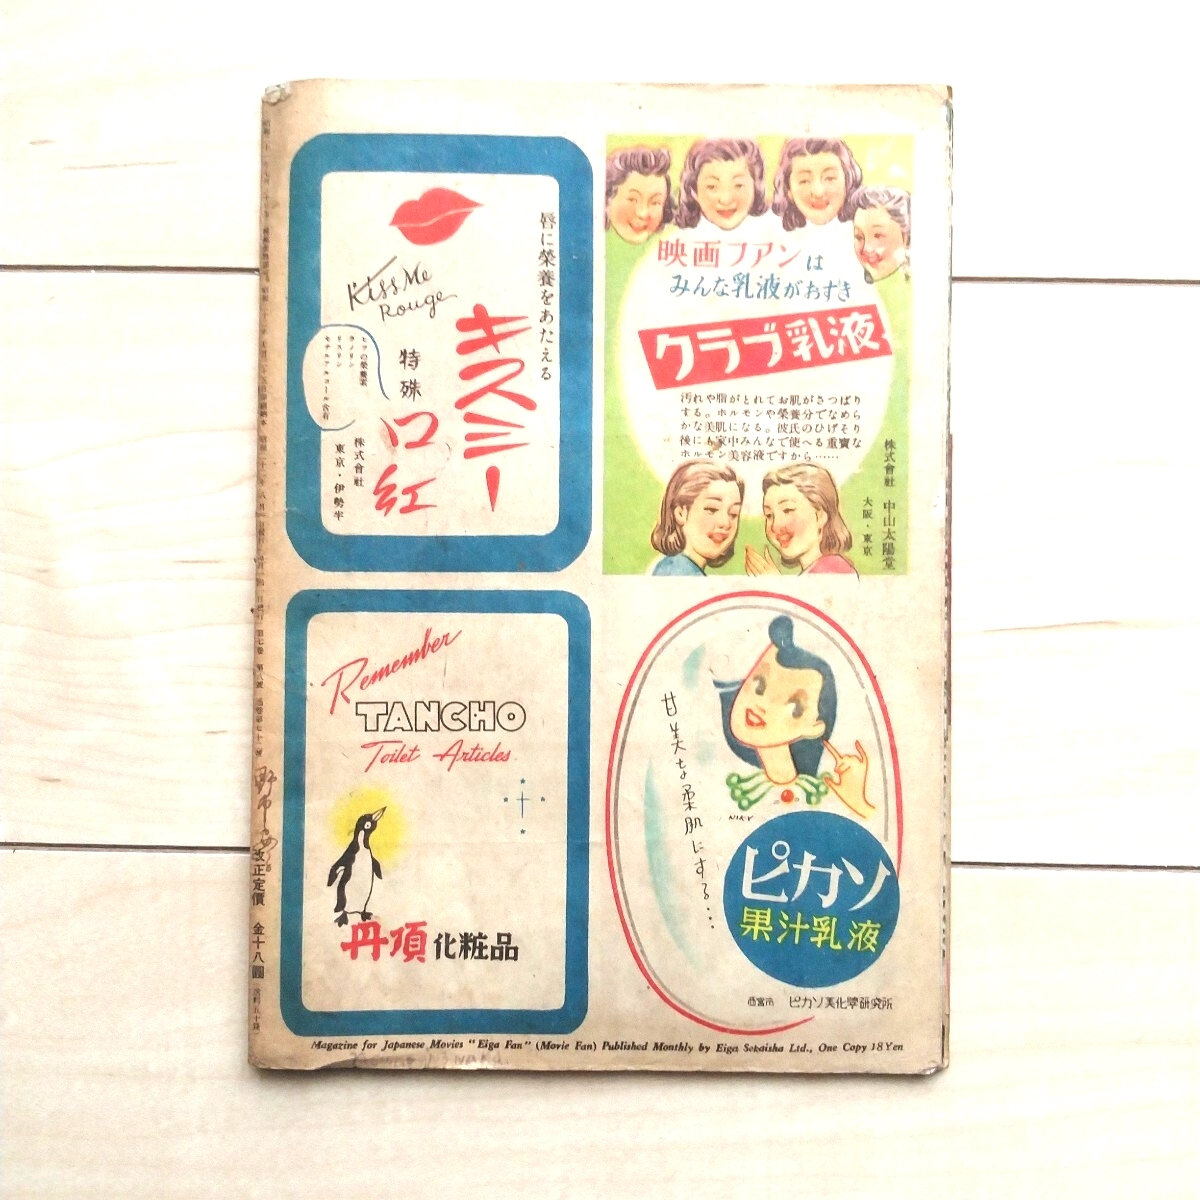 唇に榮養をあたえる
Kiss Me
Rouge
キスミー
特殊
口紅
株式會社
東京・伊勢半
映画フアンは
みんな乳液がおすき
クラブ乳液
汚れや脂がとれてお肌がさつぱり
する。ホルモンや榮養分でなめら
かな美肌になる。彼氏のひげそり
後にも家中みんなで使へる重寶な
ホルモン美容液ですから……
株式會社 中山太陽堂
大阪・東京
Remember
TANCHO
Toilet Articles
丹頂化粧品
甘美な柔肌にする...
ピカソ
果汁乳液
西宮市 ピカソ美化學研究所
改正定價 金十八圓
Magazine for Japanese Movies "Eiga Fan" (Movie Fan) Published Monthly by Eiga Sekaisha Ltd., One Copy 18 Yen